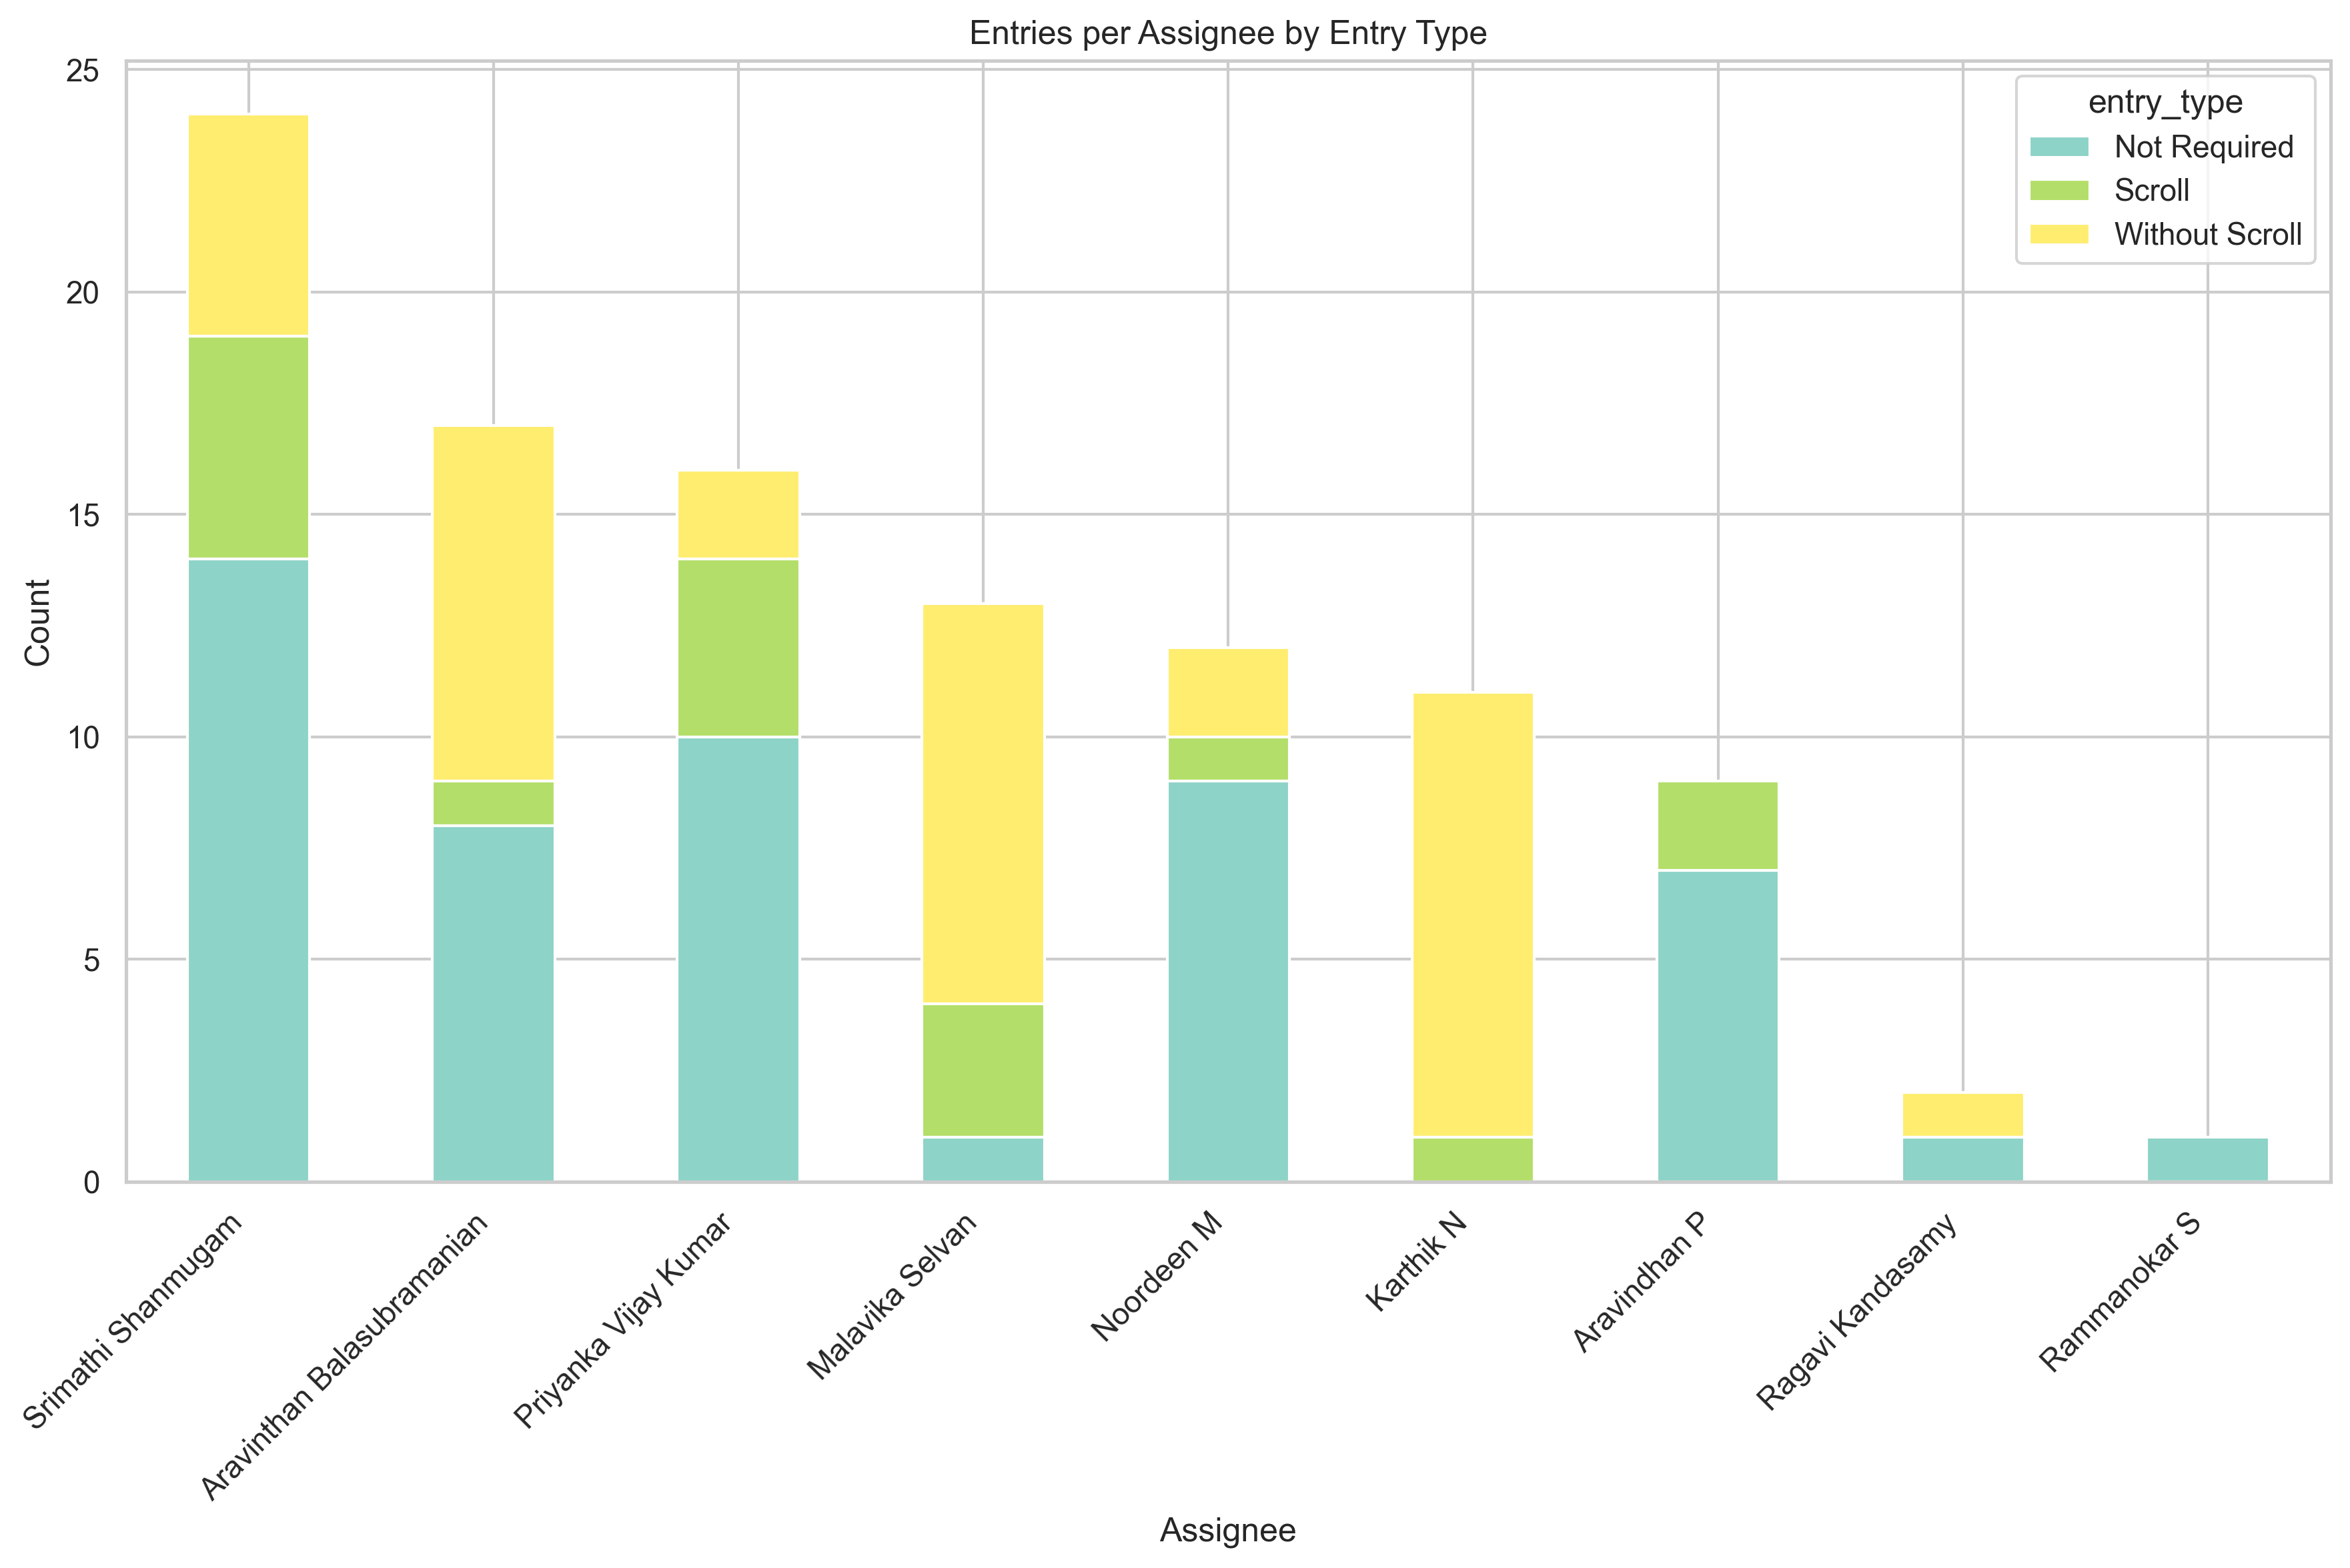 Entries per Assignee by Entry Type
entry_type
Not Required
Scroll
Without Scroll
Count
25
20
15
10
5
0
Srimathi Shanmugam
Aravinthan Balasubramanian
Priyanka Vijay Kumar
Malavika Selvan
Noordeen M
Karthik N
Aravindhan P
Ragavi Kandasamy
Rammanokar S
Assignee